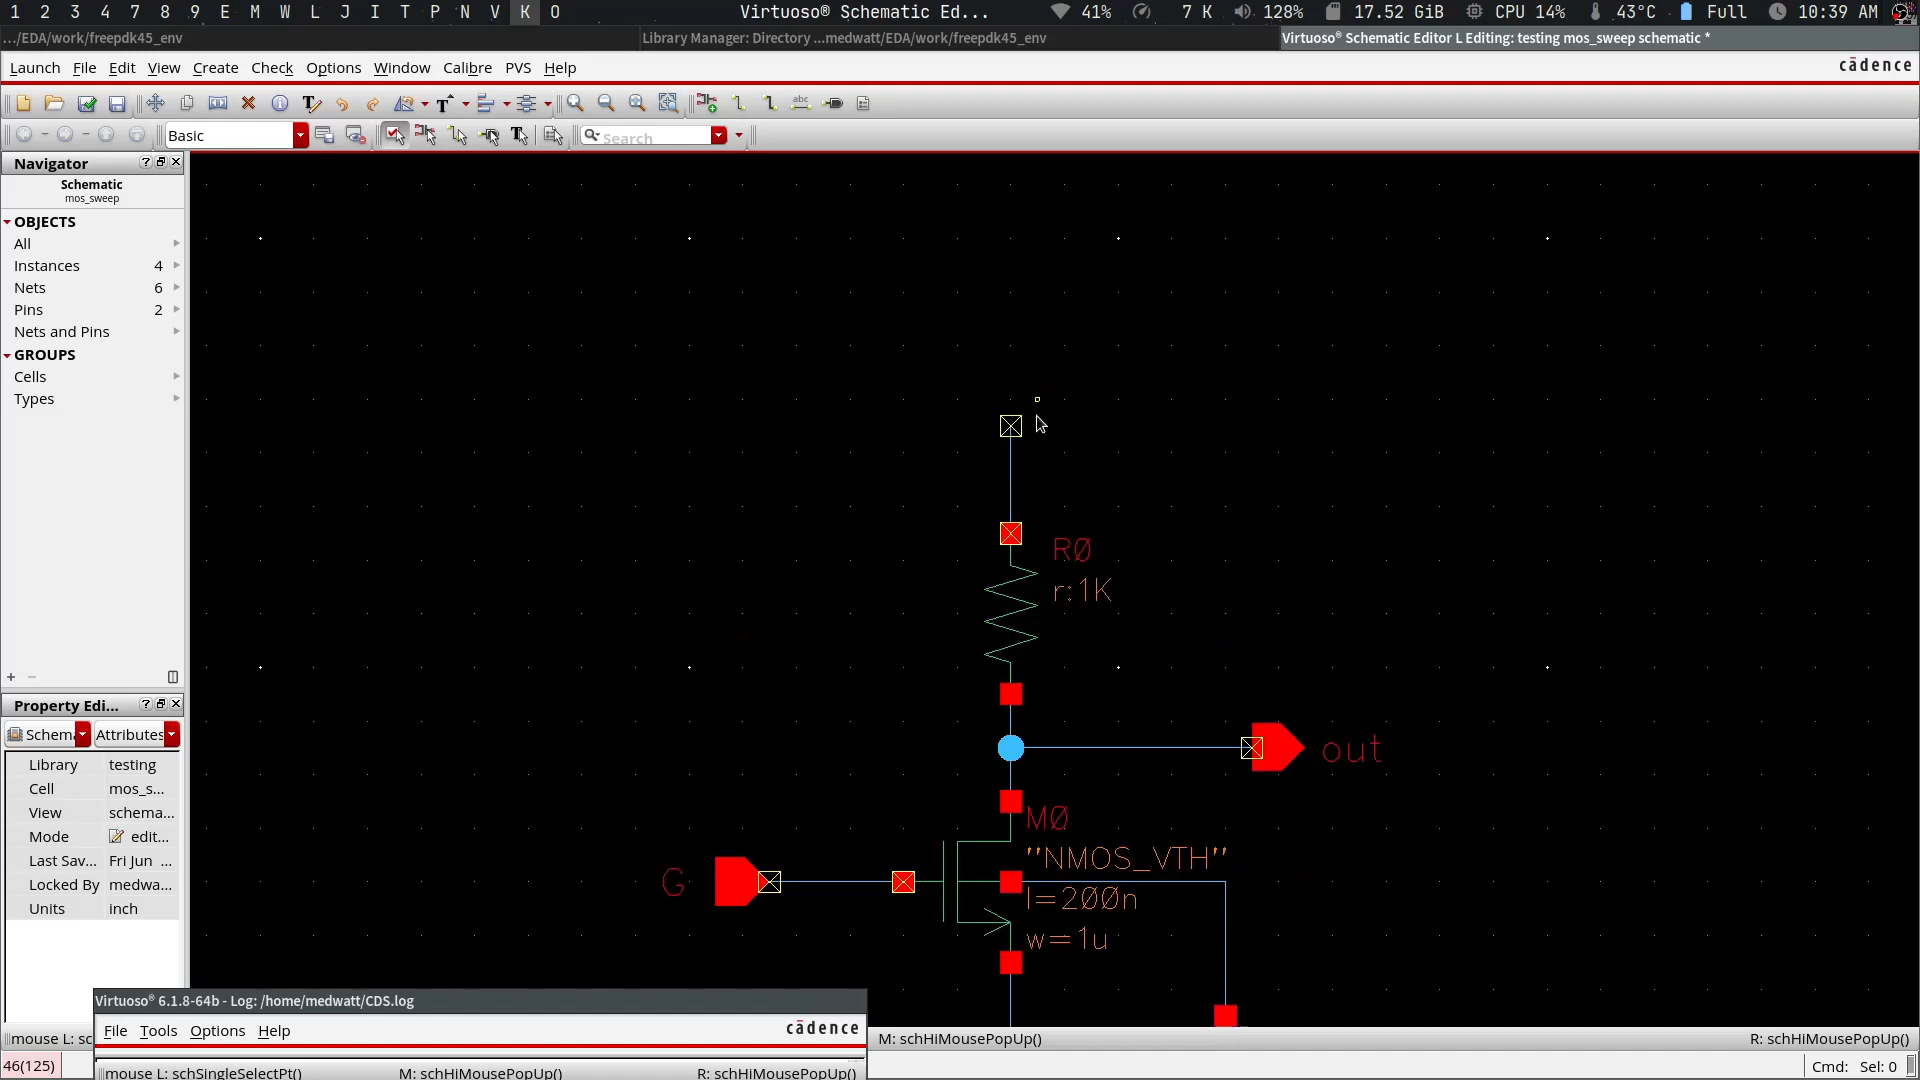 1 2 3 4 7 8 9 E M W L J I T P N V K O Virtuoso® Schematic Ed... 41% 7 K 128% 17.52 GiB CPU 14% 43°C Full 10:39 AM
.../EDA/work/freepdk45_env Library Manager: Directory ...medwatt/EDA/work/freepdk45_env Virtuoso® Schematic Editor L Editing: testing mos_sweep schematic *
Launch File Edit View Create Check Options Window Calibre PVS Help cādence
abc
Basic Search
Navigator
Schematic
mos_sweep
OBJECTS
All
Instances 4
Nets 6
Pins 2
Nets and Pins
GROUPS
Cells
Types
Property Edi...
Schem Attributes
Library testing
Cell mos_s...
View schema...
Mode edit...
Last Sav... Fri Jun ...
Locked By medwa...
Units inch
R0
r:1K
out
M0
"NMOS_VTH"
G
l=200n
w=1u
Virtuoso® 6.1.8-64b - Log: /home/medwatt/CDS.log
File Tools Options Help cādence
mouse L: sc M: schHiMousePopUp() R: schHiMousePopUp()
46(125) Cmd: Sel: 0
mouse L: schSingleSelectPt() M: schHiMousePopUp() R: schHiMousePopUp()